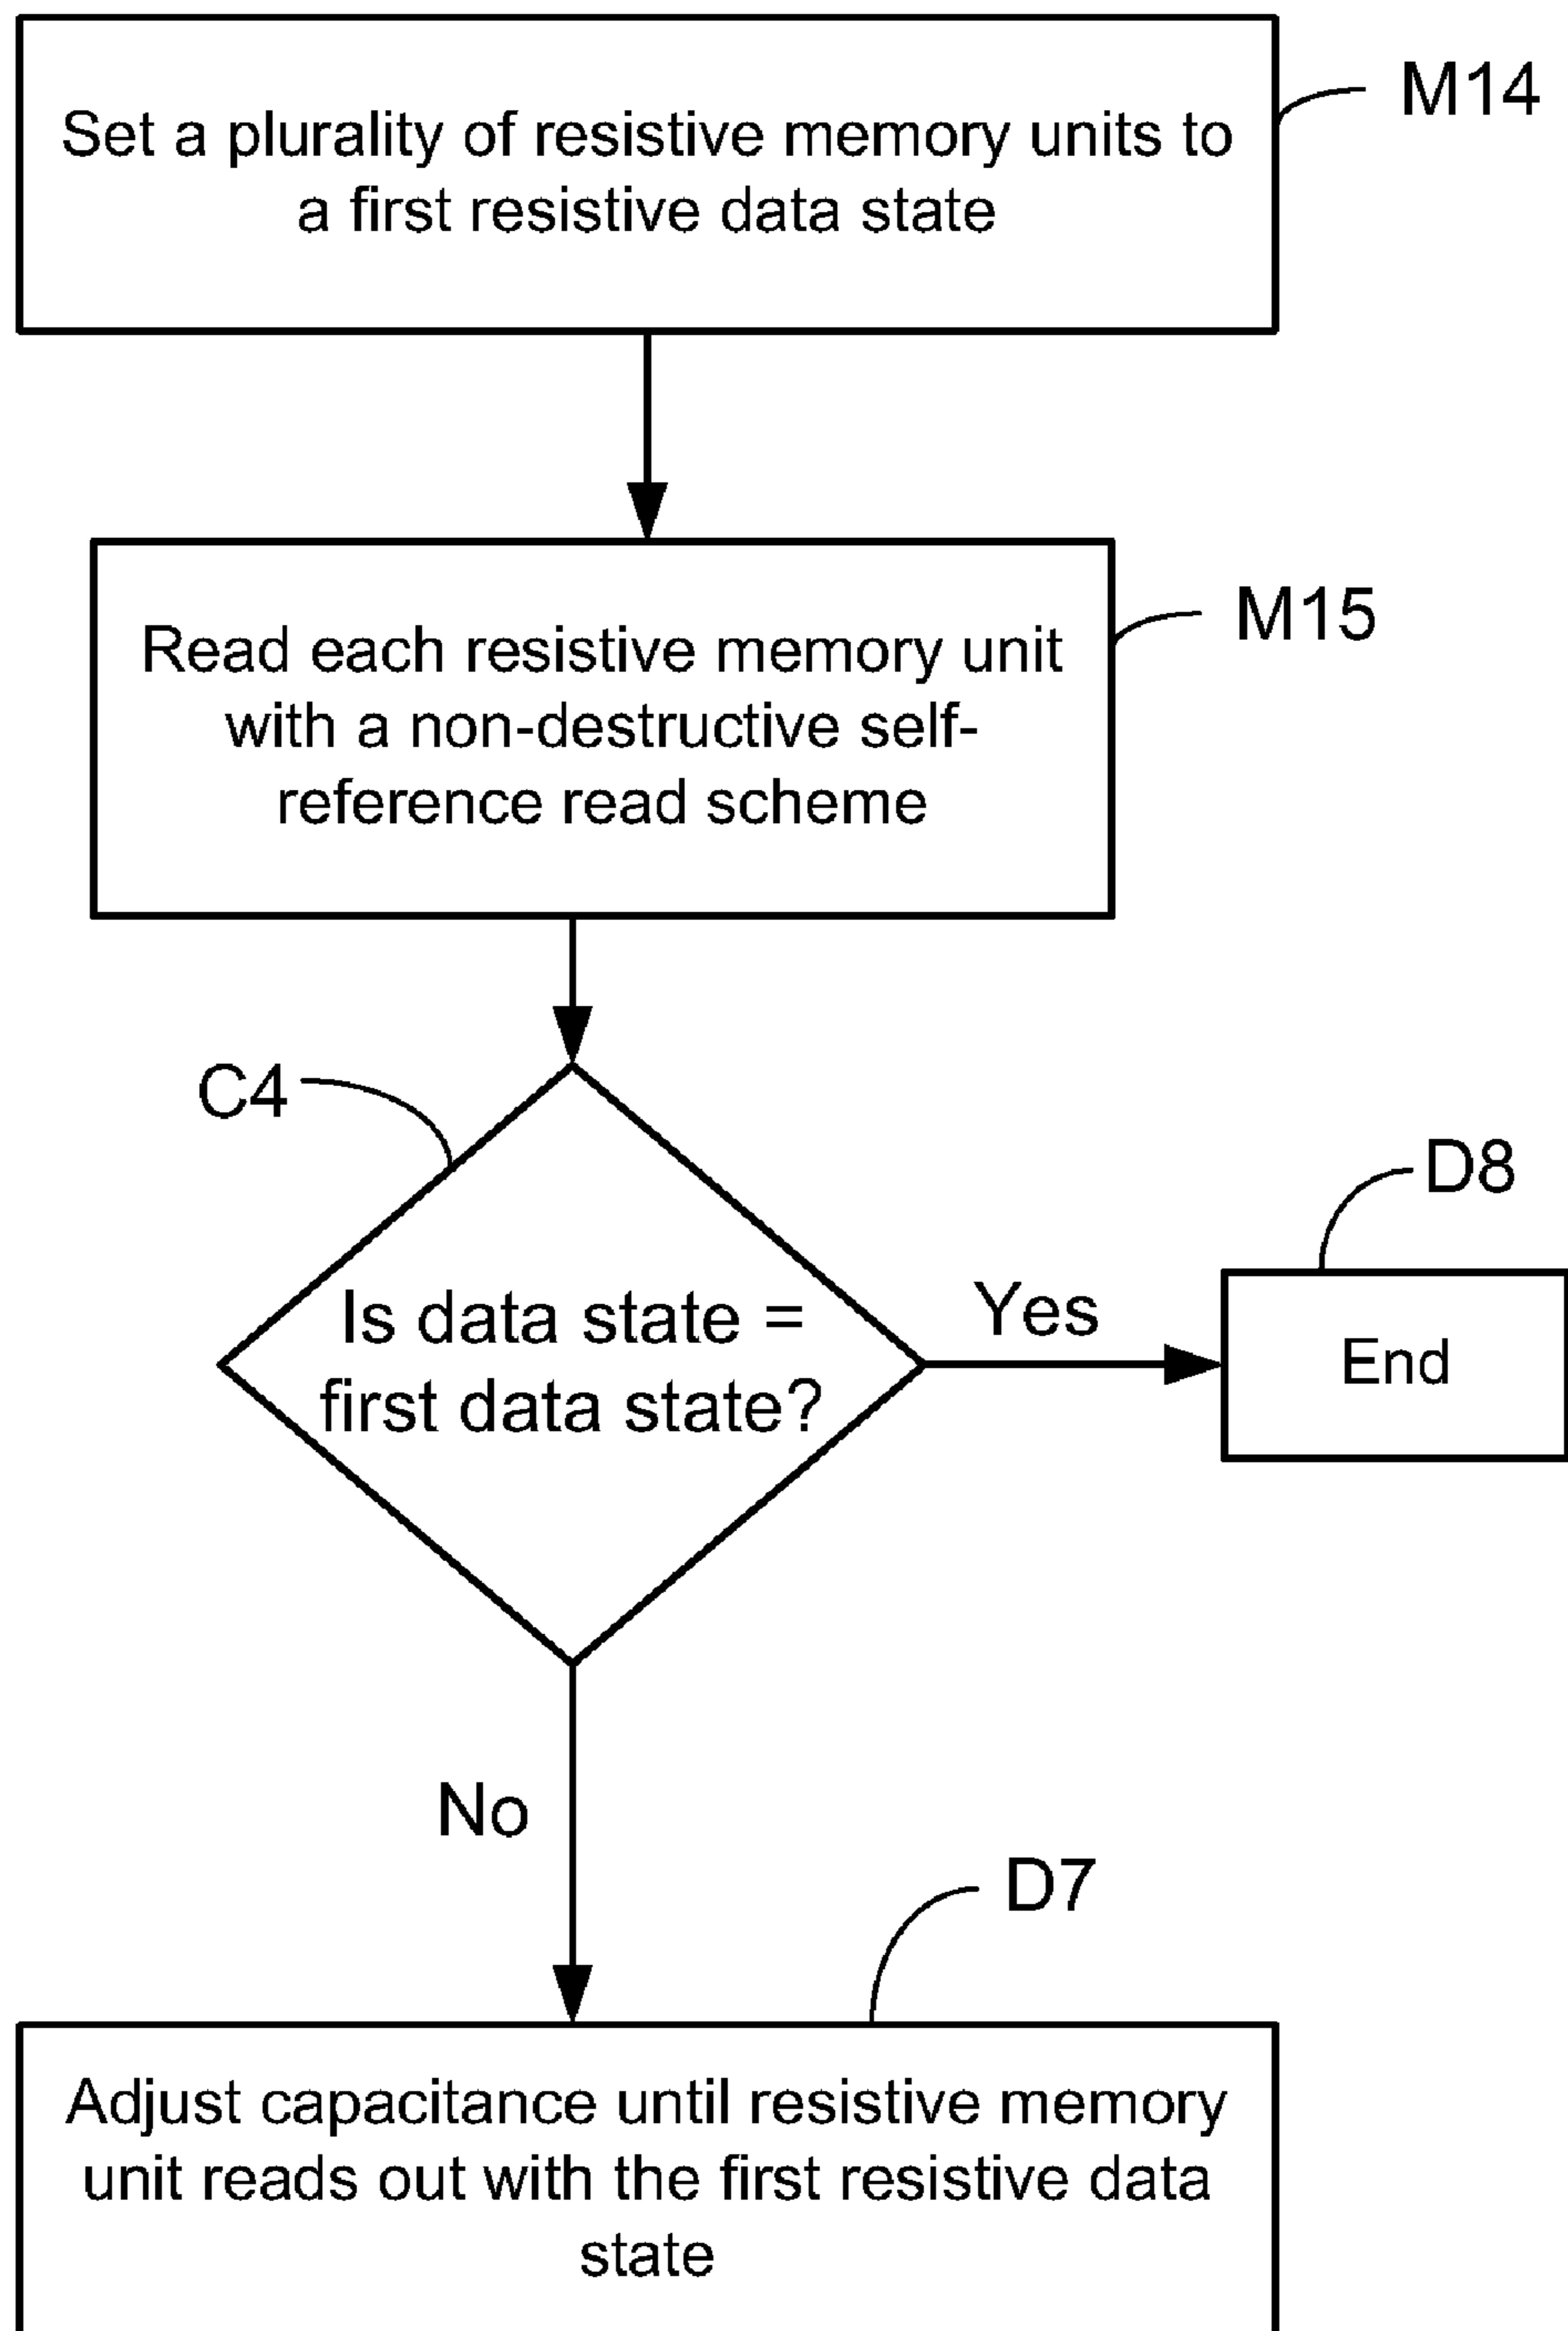 Set a plurality of resistive memory units to
a first resistive data state
M14
Read each resistive memory unit
with a non-destructive self-
reference read scheme
M15
C4
Is data state =
first data state?
Yes
D8
End
No
D7
Adjust capacitance until resistive memory
unit reads out with the first resistive data
state